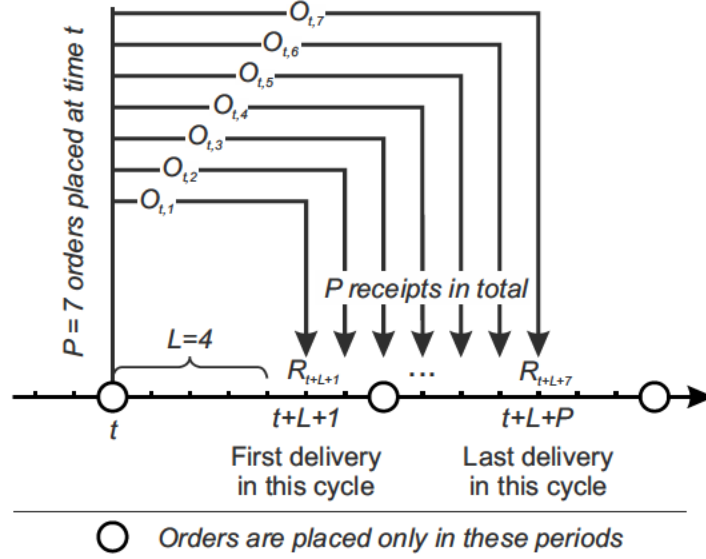 O_{t,7}
O_{t,6}
O_{t,5}
O_{t,4}
O_{t,3}
O_{t,2}
O_{t,1}
P = 7 orders placed at time t
P receipts in total
L=4
R_{t+L+1}
...
R_{t+L+7}
t
t+L+1
t+L+P
First delivery
in this cycle
Last delivery
in this cycle
Orders are placed only in these periods